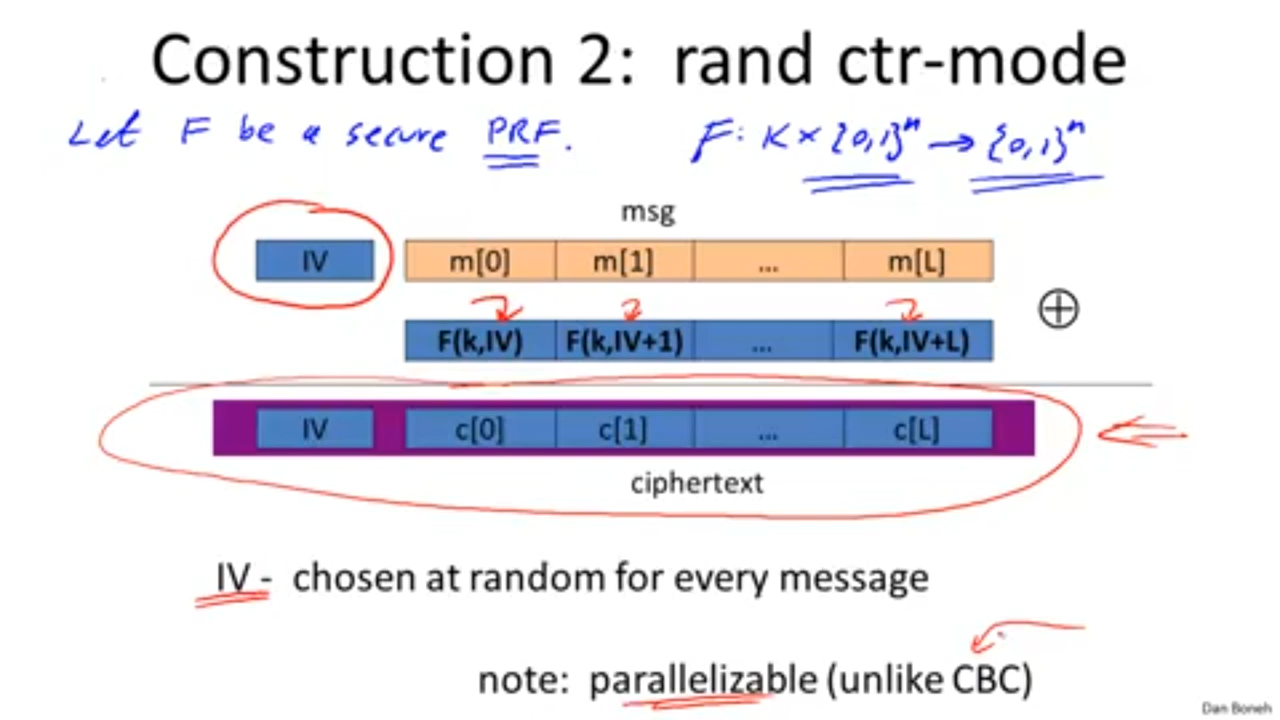 Construction 2: rand ctr-mode
Let F be a secure PRF. F: K × {0,1}ⁿ → {0,1}ⁿ
msg
IV m[0] m[1] ... m[L]
⊕
F(k,IV) F(k,IV+1) ... F(k,IV+L)
IV c[0] c[1] ... c[L]
ciphertext
IV - chosen at random for every message
note: parallelizable (unlike CBC)
Dan Boneh